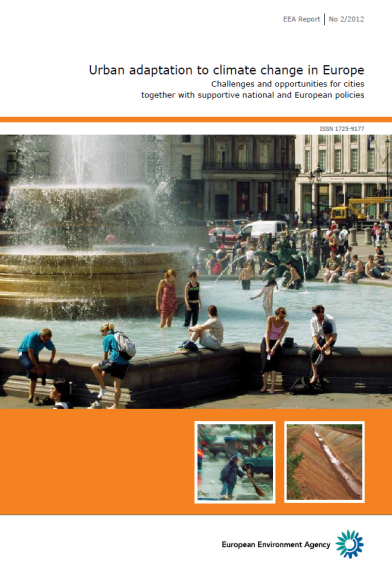 EEA Report | No 2/2012
Urban adaptation to climate change in Europe
Challenges and opportunities for cities
together with supportive national and European policies
ISSN 1725-9177
European Environment Agency